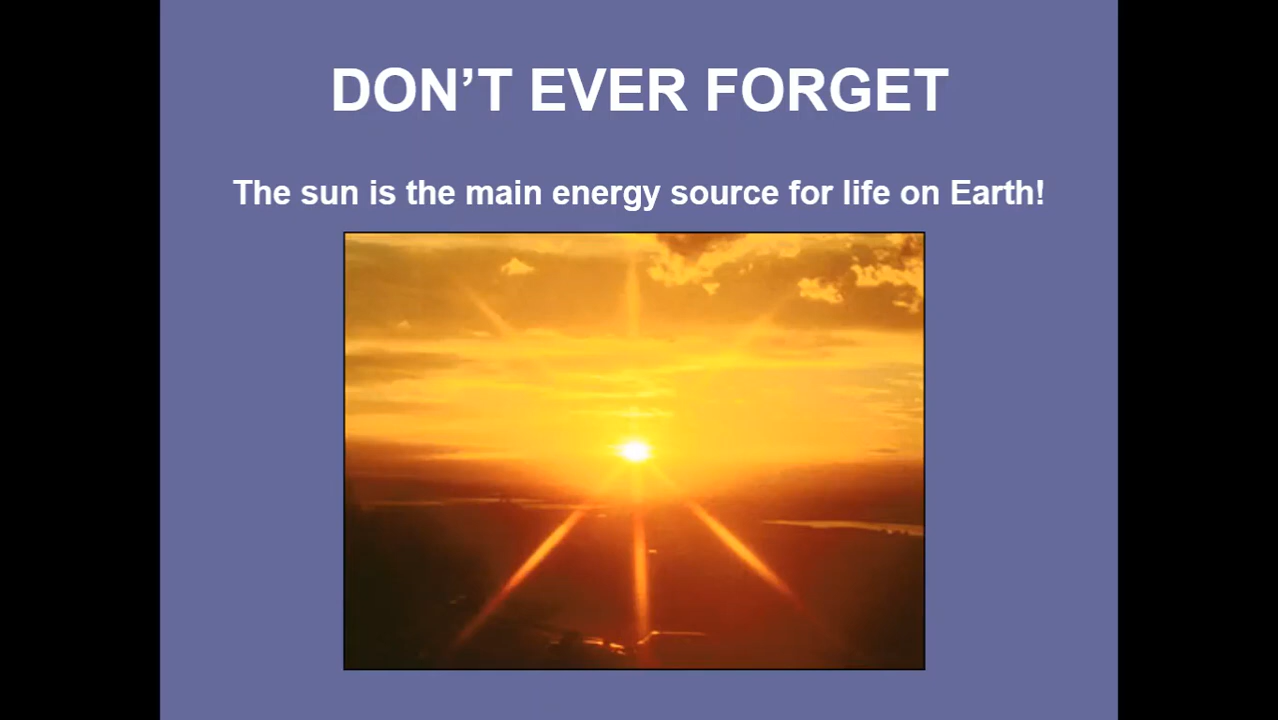 DON’T EVER FORGET
The sun is the main energy source for life on Earth!